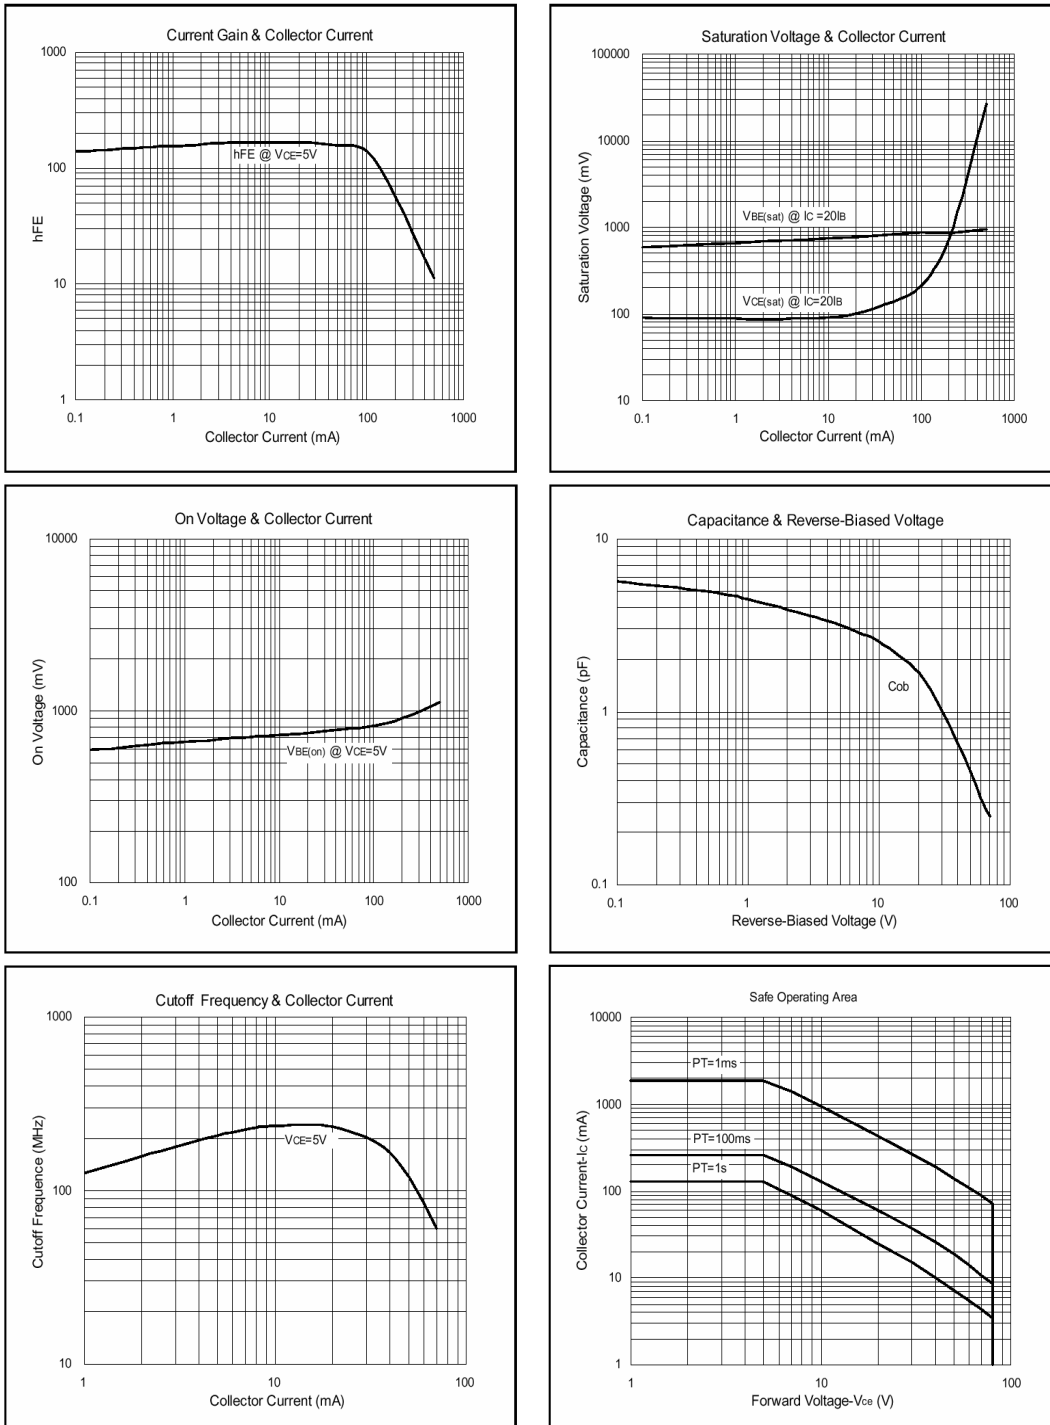 Current Gain & Collector Current
1000
100
10
1
hFE
hFE @ VCE=5V
0.1 1 10 100 1000
Collector Current (mA)
Saturation Voltage & Collector Current
100000
10000
1000
100
10
Saturation Voltage (mV)
VBE(sat) @ IC =20IB
VCE(sat) @ IC=20IB
0.1 1 10 100 1000
Collector Current (mA)
On Voltage & Collector Current
10000
1000
100
On Voltage (mV)
VBE(on) @ VCE=5V
0.1 1 10 100 1000
Collector Current (mA)
Capacitance & Reverse-Biased Voltage
10
1
0.1
Capacitance (pF)
Cob
0.1 1 10 100
Reverse-Biased Voltage (V)
Cutoff Frequency & Collector Current
1000
100
10
Cutoff Frequence (MHz)
VCE=5V
1 10 100
Collector Current (mA)
Safe Operating Area
10000
1000
100
10
1
Collector Current-IC (mA)
PT=1ms
PT=100ms
PT=1s
1 10 100
Forward Voltage-Vce (V)